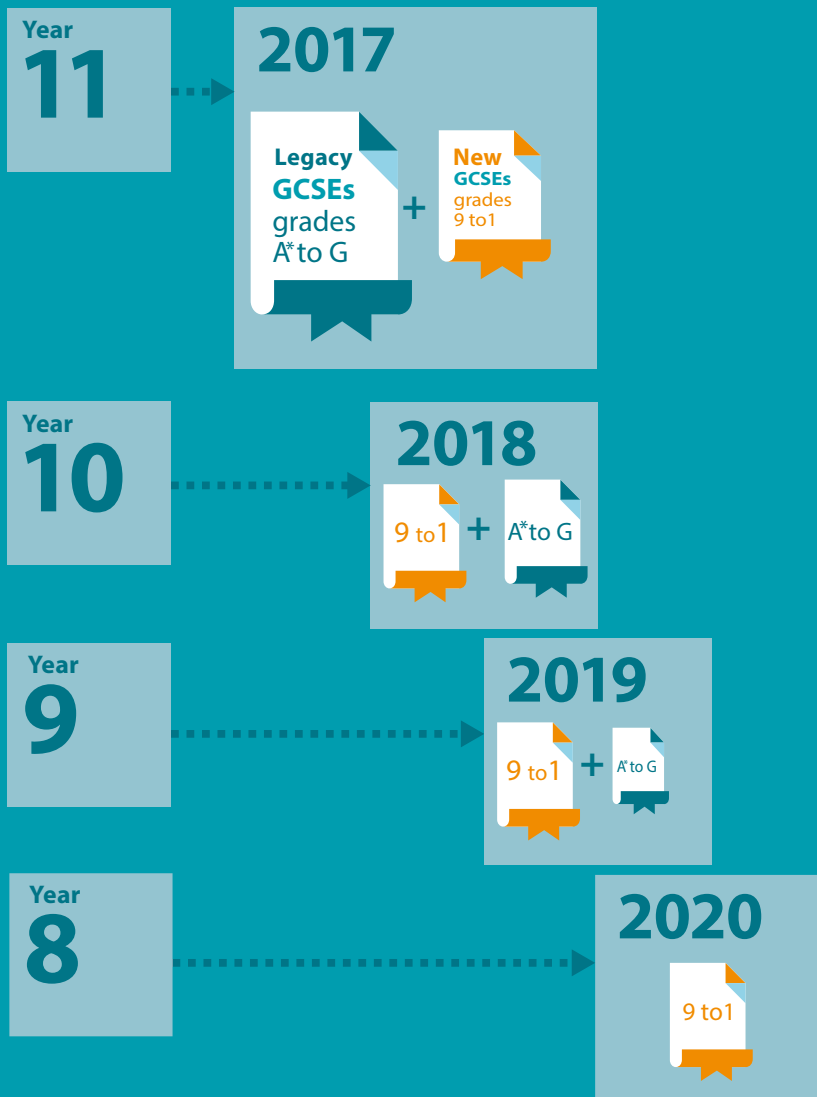 Year
11
2017
Legacy
GCSEs
grades
A* to G
+
New
GCSEs
grades
9 to1
Year
10
2018
9 to1
+
A* to G
Year
9
2019
9 to1
+
A* to G
Year
8
2020
9 to1